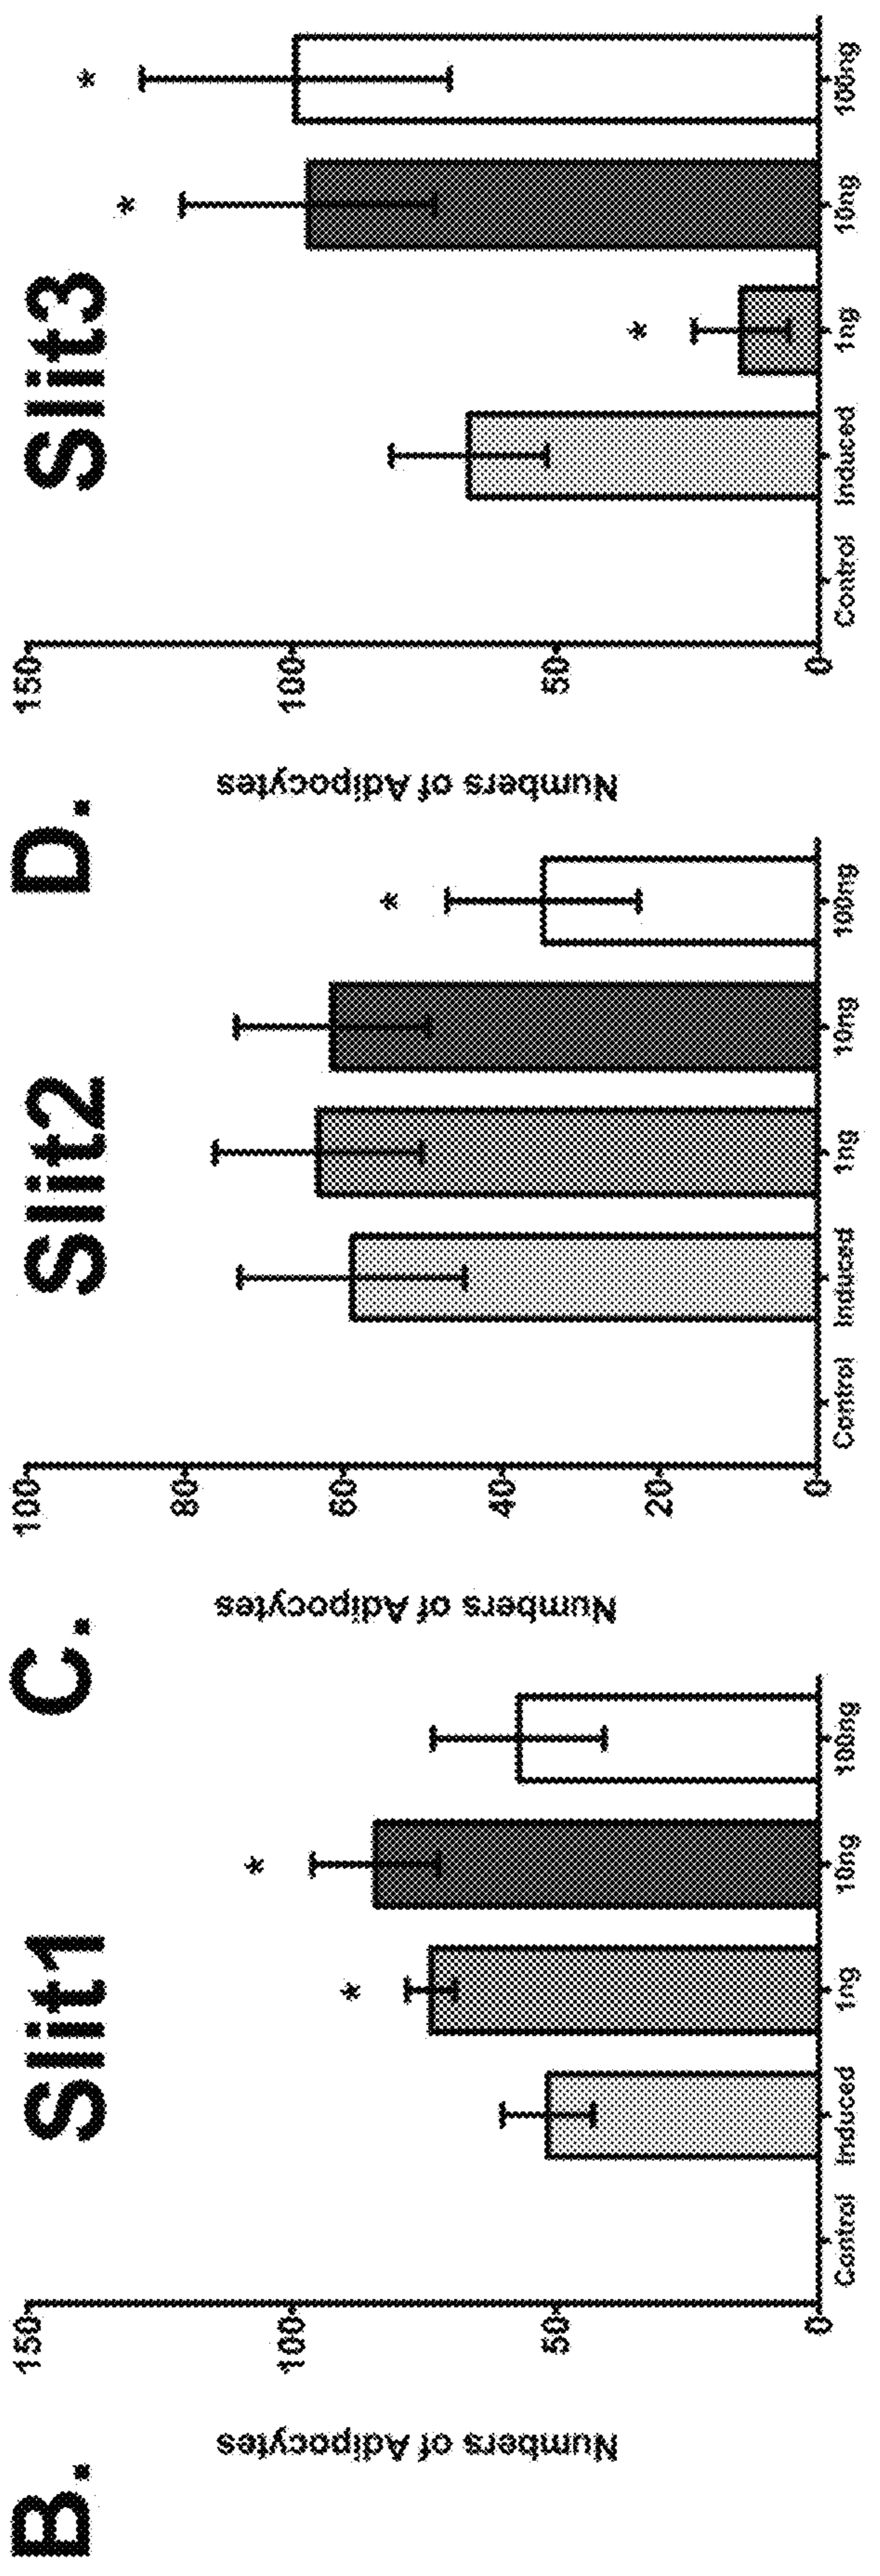 B.
Slit1
Numbers of Adipocytes
150
100
50
0
*
*
Control
Induced
1ng
10ng
100ng
C.
Slit2
Numbers of Adipocytes
100
80
60
40
20
0
*
Control
Induced
1ng
10ng
100ng
D.
Slit3
Numbers of Adipocytes
150
100
50
0
*
*
*
Control
Induced
1ng
10ng
100ng